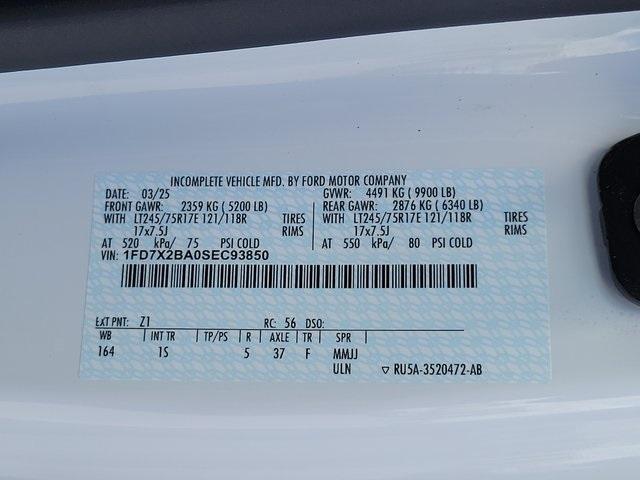 INCOMPLETE VEHICLE MFD. BY FORD MOTOR COMPANY
DATE: 03/25 GVWR: 4491 KG ( 9900 LB)
FRONT GAWR: 2359 KG ( 5200 LB) REAR GAWR: 2876 KG ( 6340 LB)
WITH LT245/75R17E 121/118R TIRES WITH LT245/75R17E 121/118R TIRES
17x7.5J RIMS 17x7.5J RIMS
AT 520 kPa/ 75 PSI COLD AT 550 kPa/ 80 PSI COLD
VIN: 1FD7X2BA0SEC93850
EXT PNT: Z1 RC: 56 DSO:
WB INT TR TP/PS R AXLE TR SPR
164 1S 5 37 F MMJJ
ULN ▽ RU5A-3520472-AB